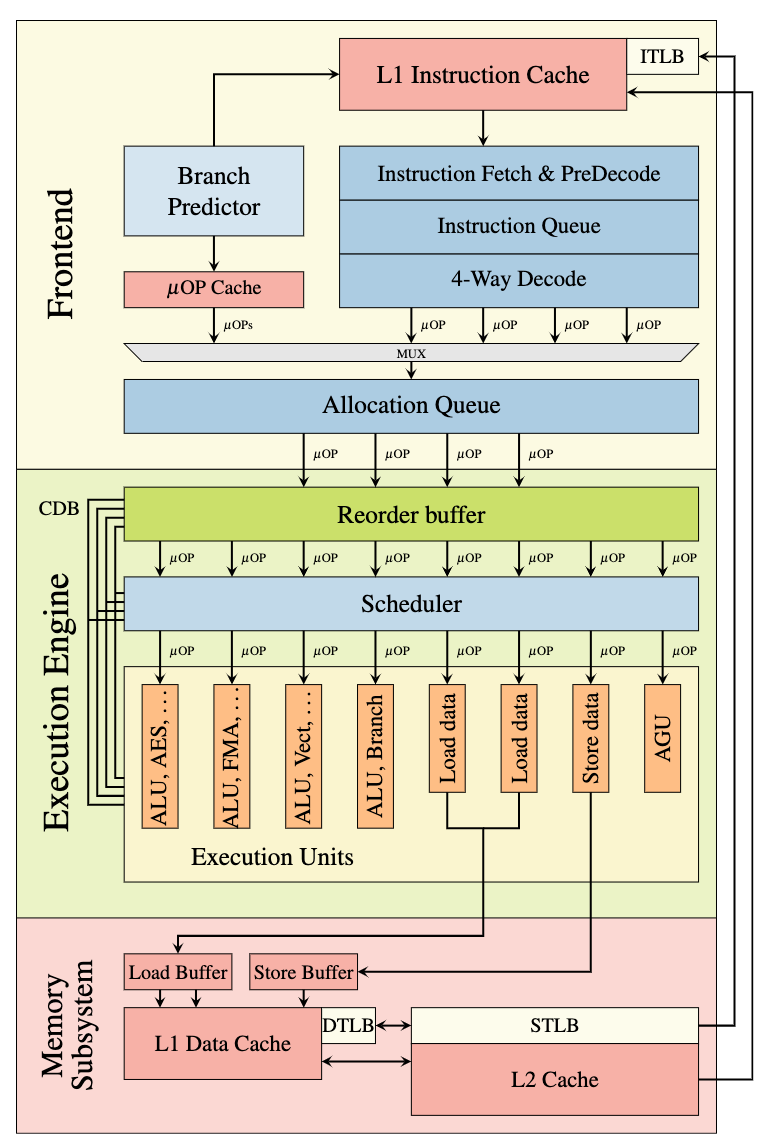 L1 Instruction Cache
ITLB
Branch
Predictor
Instruction Fetch & PreDecode
Instruction Queue
4-Way Decode
Frontend
μOP Cache
μOPs
μOP
μOP
μOP
μOP
MUX
Allocation Queue
μOP
μOP
μOP
μOP
CDB
Reorder buffer
μOP
μOP
μOP
μOP
μOP
μOP
μOP
μOP
Scheduler
Execution Engine
μOP
μOP
μOP
μOP
μOP
μOP
μOP
μOP
ALU, AES, …
ALU, FMA, …
ALU, Vect, …
ALU, Branch
Load data
Load data
Store data
AGU
Execution Units
Memory
Subsystem
Load Buffer
Store Buffer
L1 Data Cache
DTLB
STLB
L2 Cache